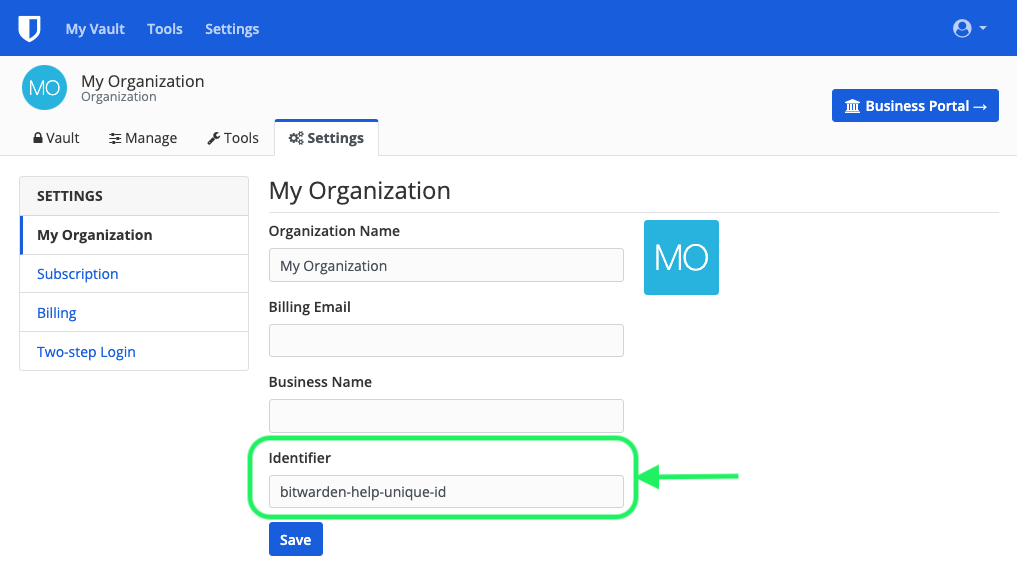 My Vault Tools Settings
MO
My Organization
Organization
Business Portal →
Vault Manage Tools Settings
SETTINGS
My Organization
Subscription
Billing
Two-step Login
My Organization
Organization Name
My Organization
MO
Billing Email
Business Name
Identifier
bitwarden-help-unique-id
Save